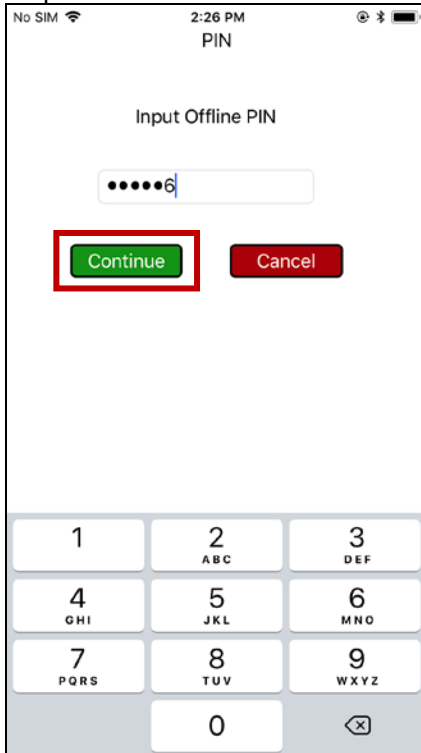 No SIM 2:26 PM
PIN
Input Offline PIN
•••••6
Continue Cancel
1 2 3
ABC DEF
4 5 6
GHI JKL MNO
7 8 9
PQRS TUV WXYZ
0